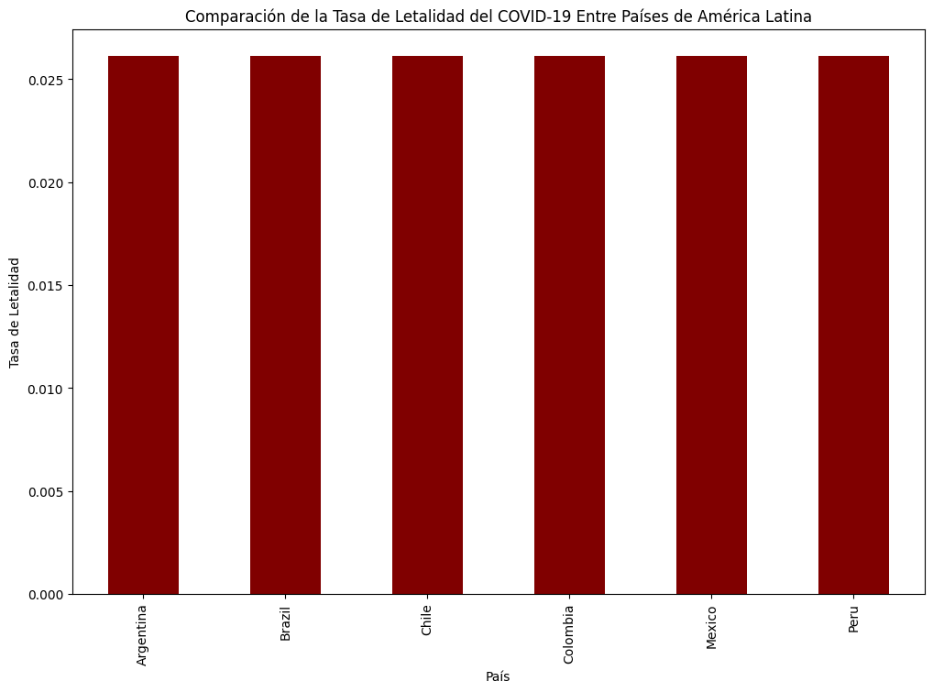 Comparación de la Tasa de Letalidad del COVID-19 Entre Países de América Latina
Tasa de Letalidad
0.025
0.020
0.015
0.010
0.005
0.000
Argentina
Brazil
Chile
Colombia
Mexico
Peru
País